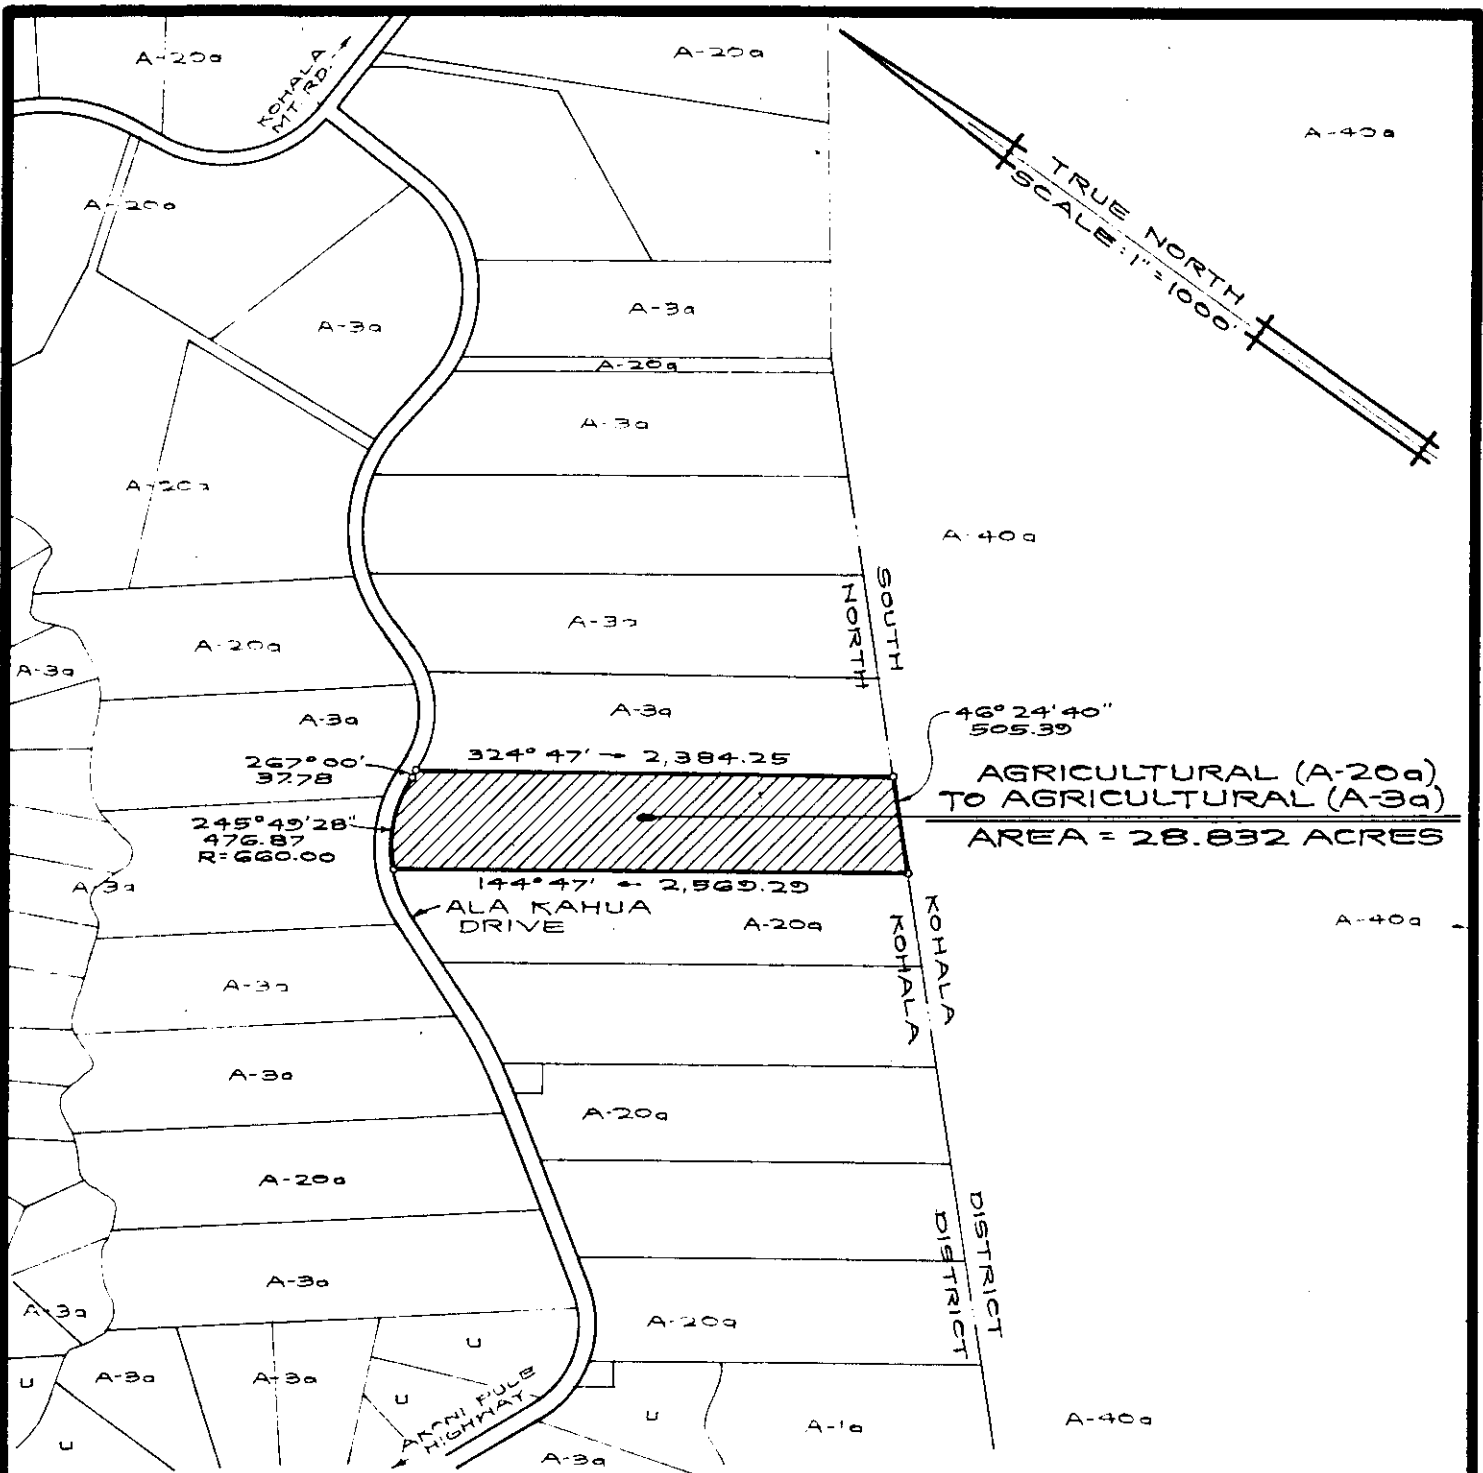 A-20a
KOHALA
MT. RD.
A-20a
A-40a
TRUE NORTH
SCALE : 1" = 1000'
A-20a
A-3a
A-3a
A-20a
A-3a
A-20a
A-40a
SOUTH
NORTH
A-3a
A-20a
A-3a
A-3a
A-3a
46° 24' 40"
505.39
324° 47' 2,384.25
267° 00'
37.78
AGRICULTURAL (A-20a)
TO AGRICULTURAL (A-3a)
AREA = 28.832 ACRES
245° 49' 28"
476.87
R = 660.00
144° 47' 2,569.29
A-3a
ALA KAHUA
DRIVE
A-20a
KOHALA
KOHALA
A-40a
A-3a
A-3a
A-20a
A-20a
DISTRICT
DISTRICT
A-3a
A-3a
A-20a
U
U
A-3a
A-3a
U
AKONI PULE
HIGHWAY
U
A-1a
A-40a
U
A-3a